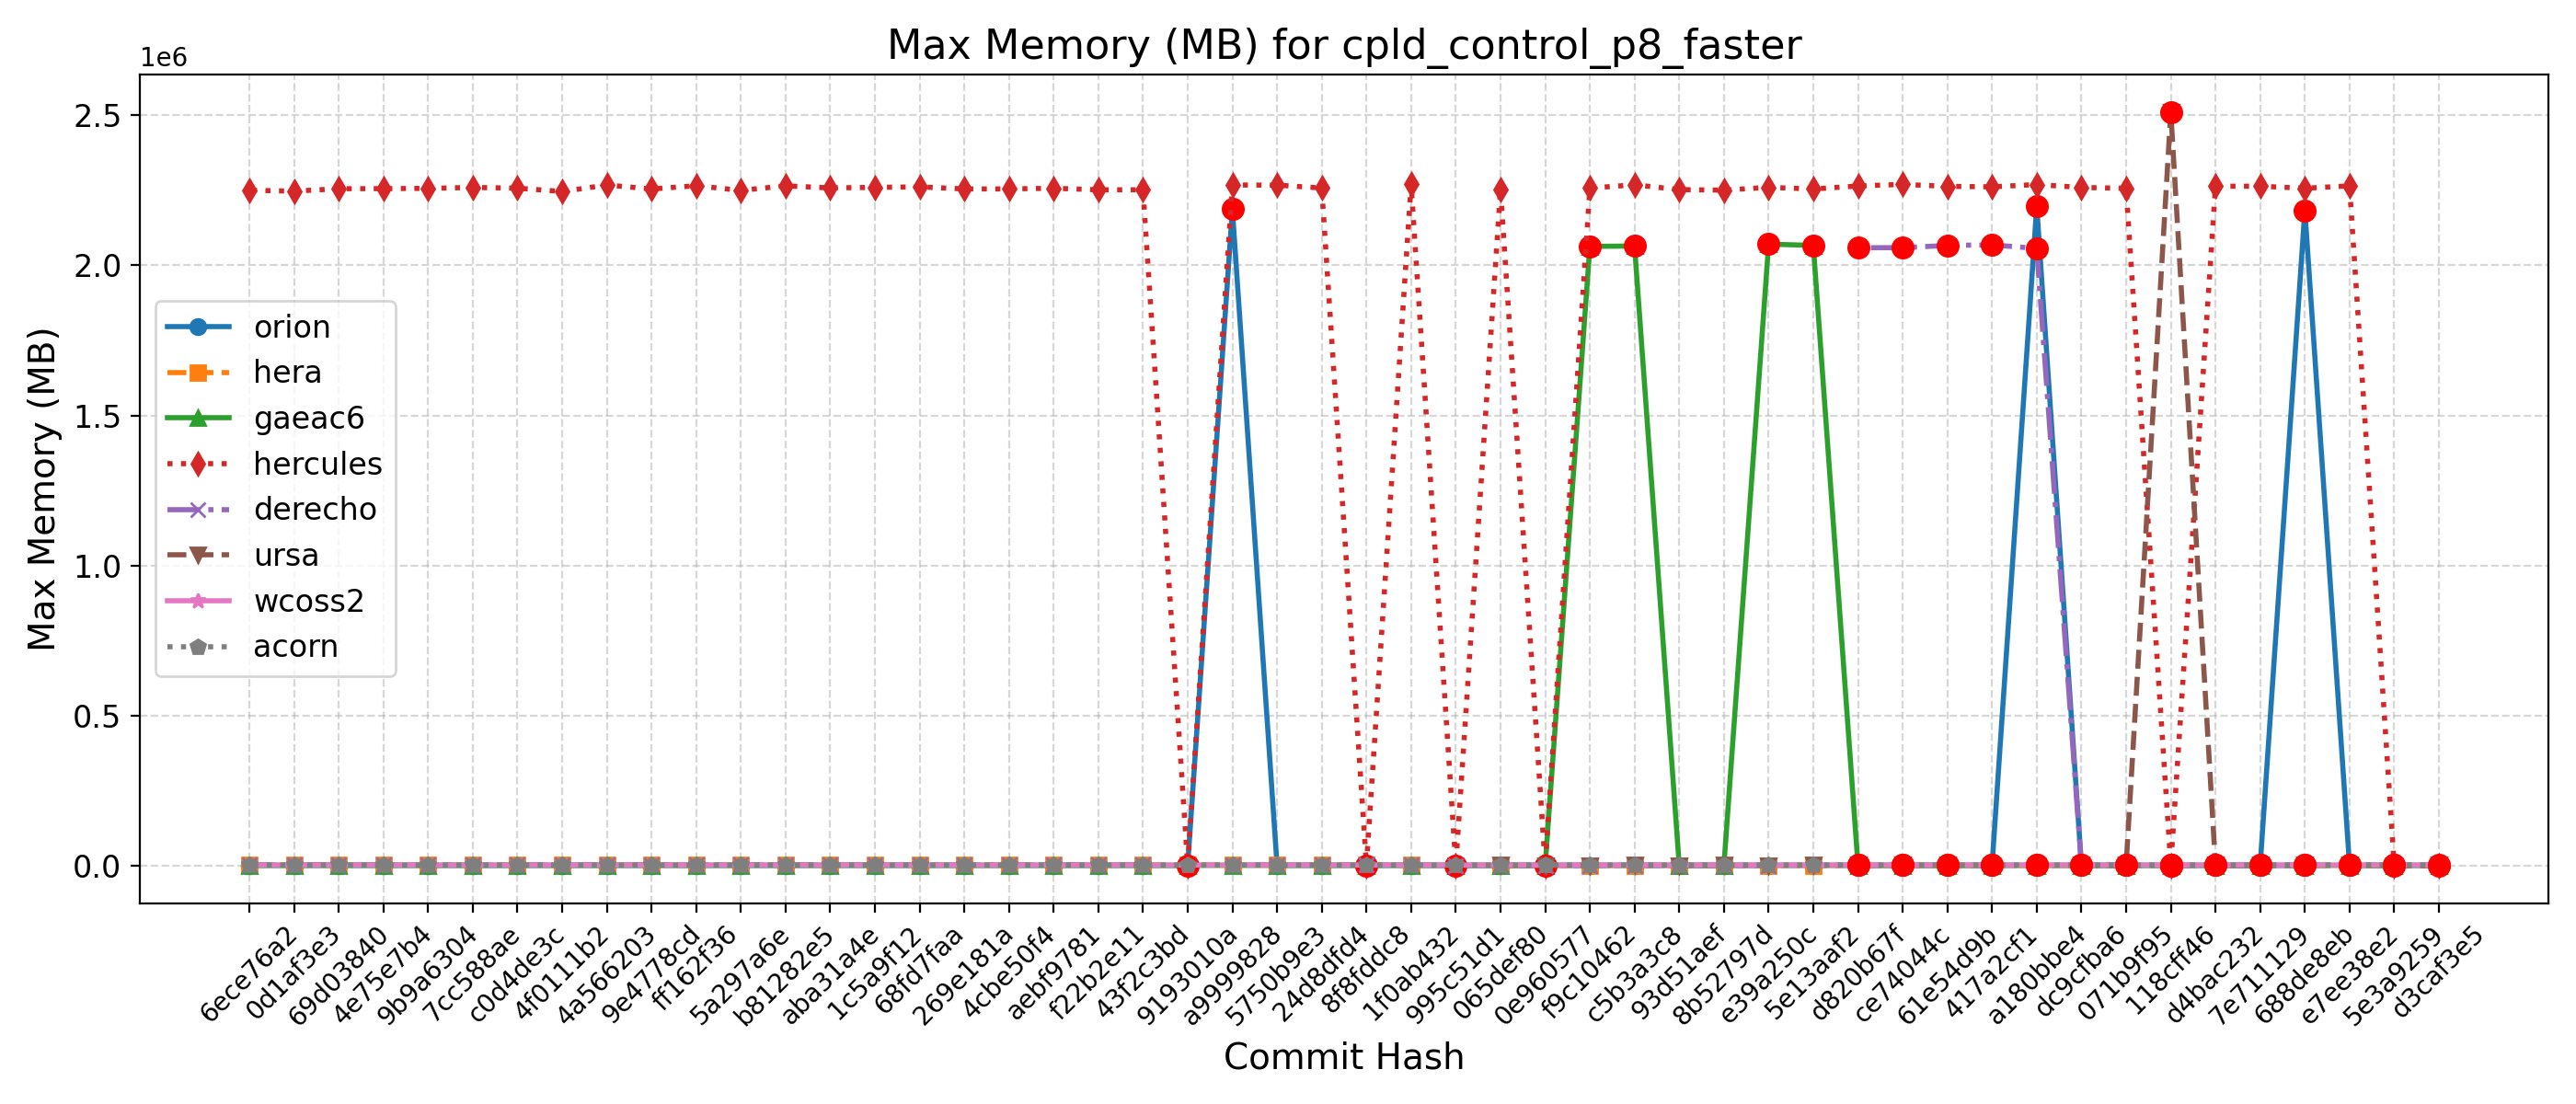 Max Memory (MB) for cpld_control_p8_faster
1e6
2.5
2.0
1.5
1.0
0.5
0.0
Max Memory (MB)
orion
hera
gaeac6
hercules
derecho
ursa
wcoss2
acorn
6ece76a2
0d1af3e3
69d03840
4e75e7b4
9b9a6304
7cc588ae
c0d4de3c
4f0111b2
4a566203
9e4778cd
ff162f36
5a297a6e
b81282e5
aba31a4e
1c5a9f12
68fd7faa
269e181a
4cbe50f4
aebf9781
f22b2e11
43f2c3bd
9193010a
a9999828
5750b9e3
24d8dfd4
8f8fddc8
1f0ab432
995c51d1
065def80
0e960577
f9c10462
c5b3a3c8
93d51aef
8b52797d
e39a250c
5e13aaf2
d820b67f
ce74044c
61e54d9b
417a2cf1
a180bbe4
dc9cfba6
071b9f95
118cff46
d4bac232
7e711129
688de8eb
e7ee38e2
5e3a9259
d3caf3e5
Commit Hash